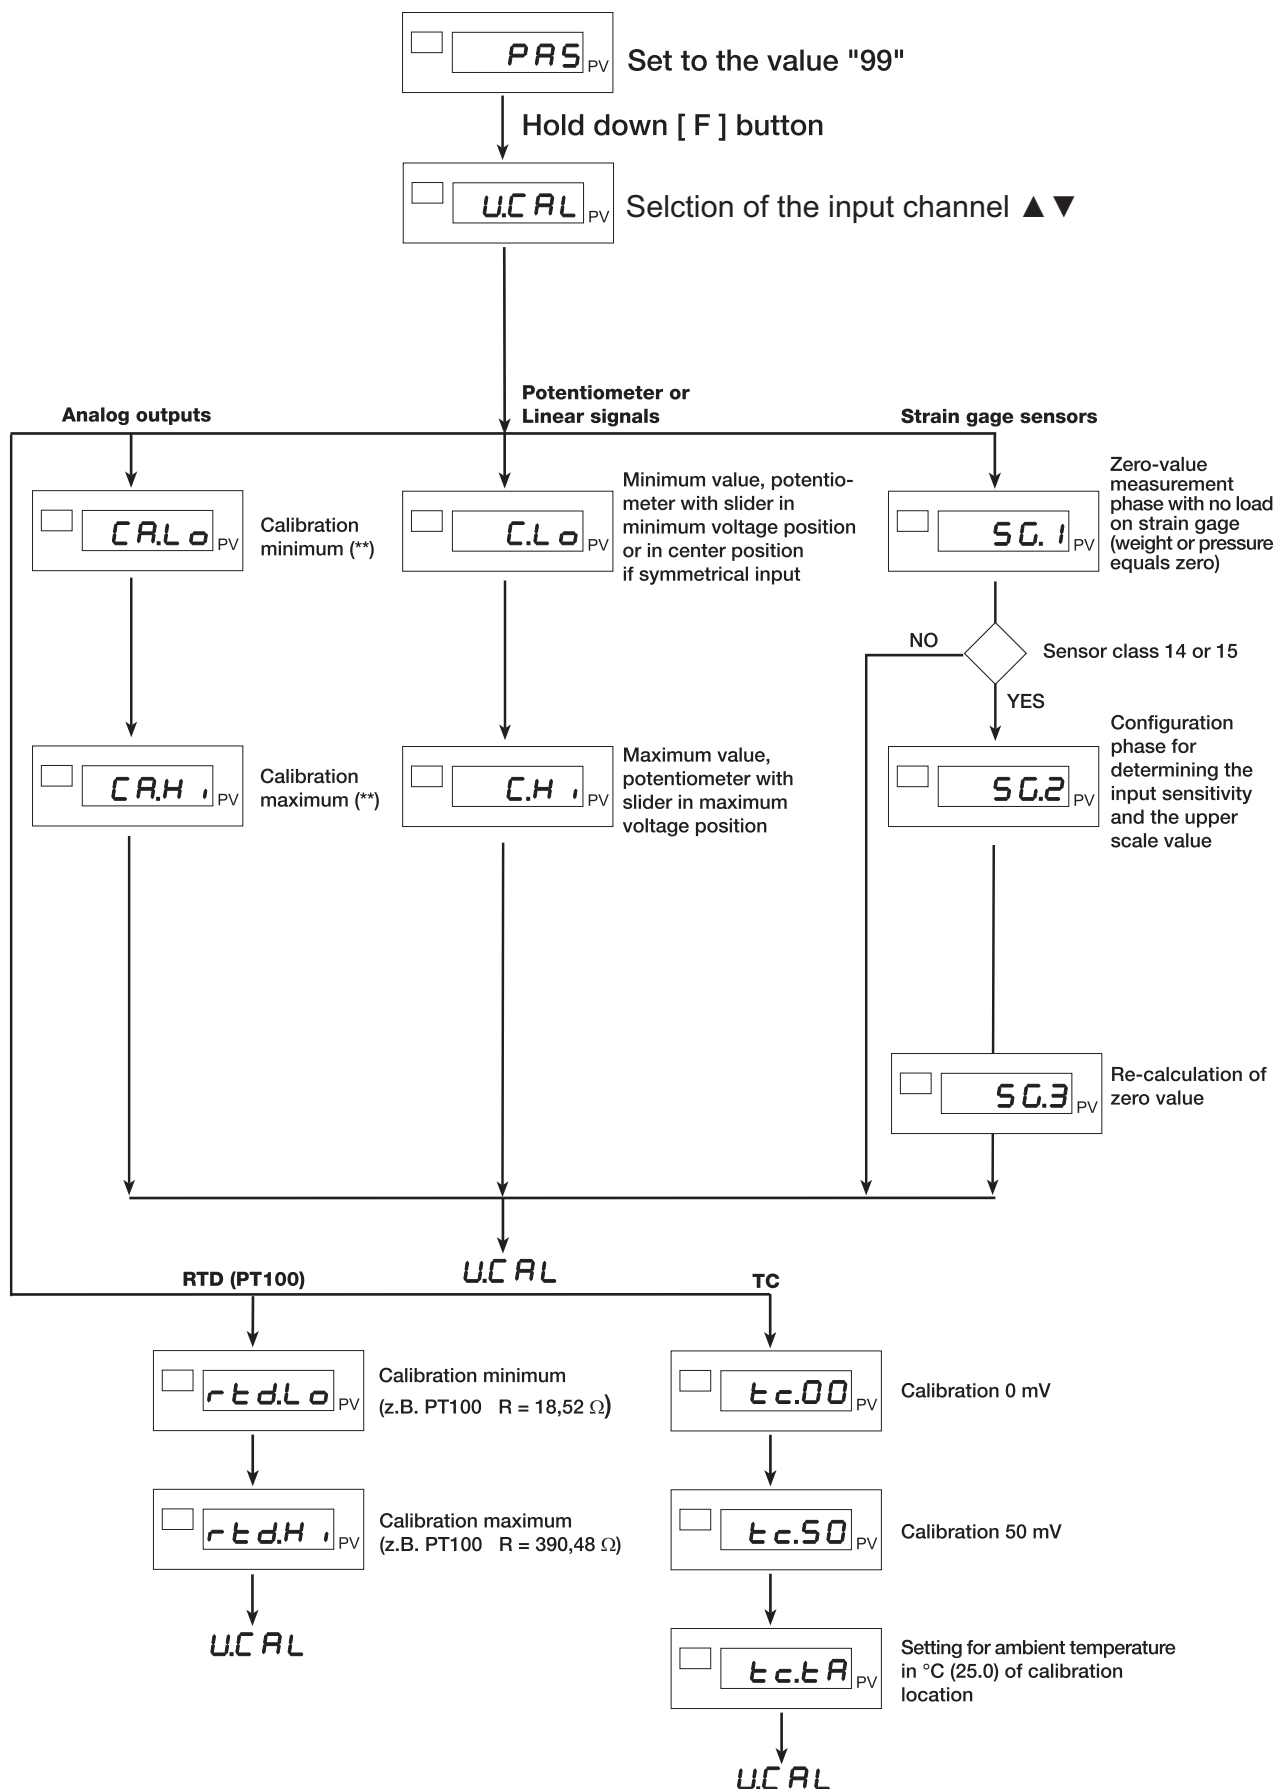 PAS PV
Set to the value "99"
Hold down [ F ] button
U.CAL PV
Selction of the input channel ▲▼
Analog outputs
Potentiometer or
Linear signals
Strain gage sensors
CA.Lo PV
Calibration
minimum (**)
C.Lo PV
Minimum value, potentio-
meter with slider in
minimum voltage position
or in center position
if symmetrical input
SG.1 PV
Zero-value
measurement
phase with no load
on strain gage
(weight or pressure
equals zero)
NO
Sensor class 14 or 15
YES
CA.Hi PV
Calibration
maximum (**)
C.Hi PV
Maximum value,
potentiometer with
slider in maximum
voltage position
SG.2 PV
Configuration
phase for
determining the
input sensitivity
and the upper
scale value
SG.3 PV
Re-calculation of
zero value
U.CAL
RTD (PT100)
TC
rtd.Lo PV
Calibration minimum
(z.B. PT100 R = 18,52 Ω)
tc.00 PV
Calibration 0 mV
rtd.Hi PV
Calibration maximum
(z.B. PT100 R = 390,48 Ω)
tc.50 PV
Calibration 50 mV
U.CAL
tc.tA PV
Setting for ambient temperature
in °C (25.0) of calibration
location
U.CAL